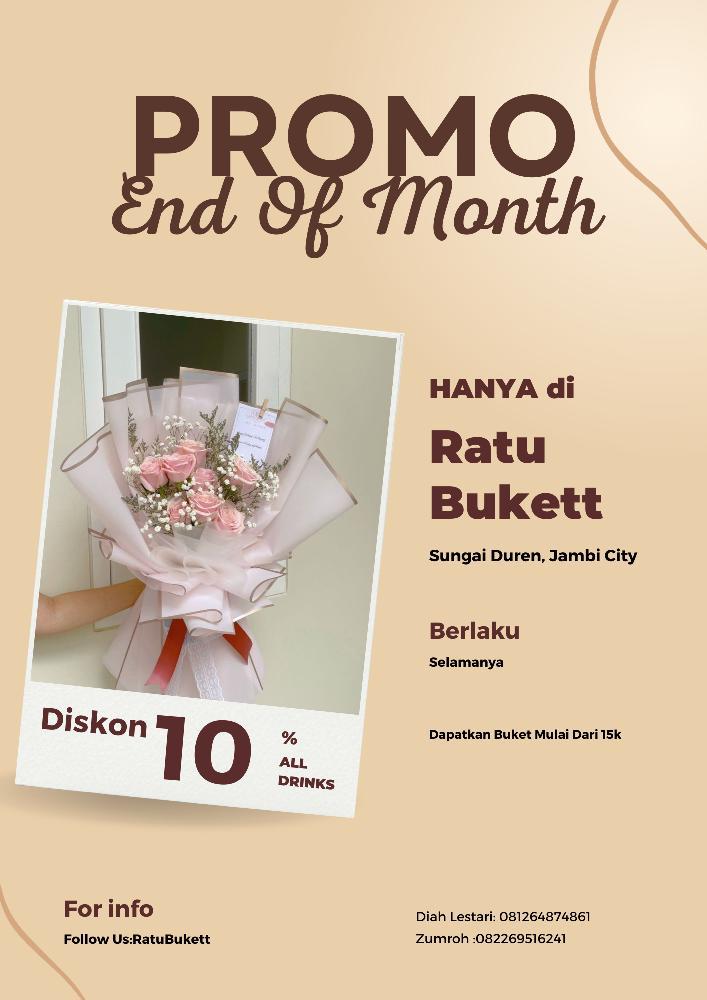 PROMO
End Of Month
HANYA di
Ratu
Bukett
Sungai Duren, Jambi City
Berlaku
Selamanya
Dapatkan Buket Mulai Dari 15k
Diskon 10 %
ALL
DRINKS
For info
Follow Us:RatuBukett
Diah Lestari: 081264874861
Zumroh :082269516241